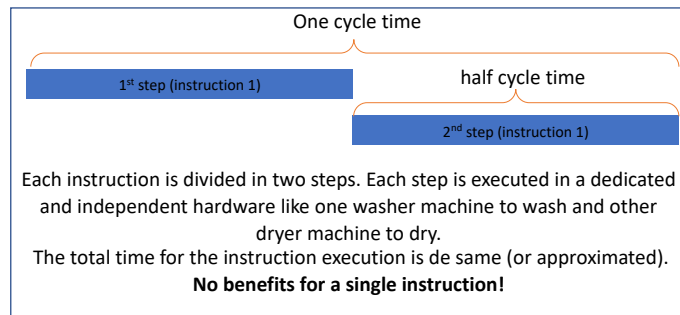 One cycle time
1st step (instruction 1)
half cycle time
2nd step (instruction 1)
Each instruction is divided in two steps. Each step is executed in a dedicated
and independent hardware like one washer machine to wash and other
dryer machine to dry.
The total time for the instruction execution is de same (or approximated).
No benefits for a single instruction!